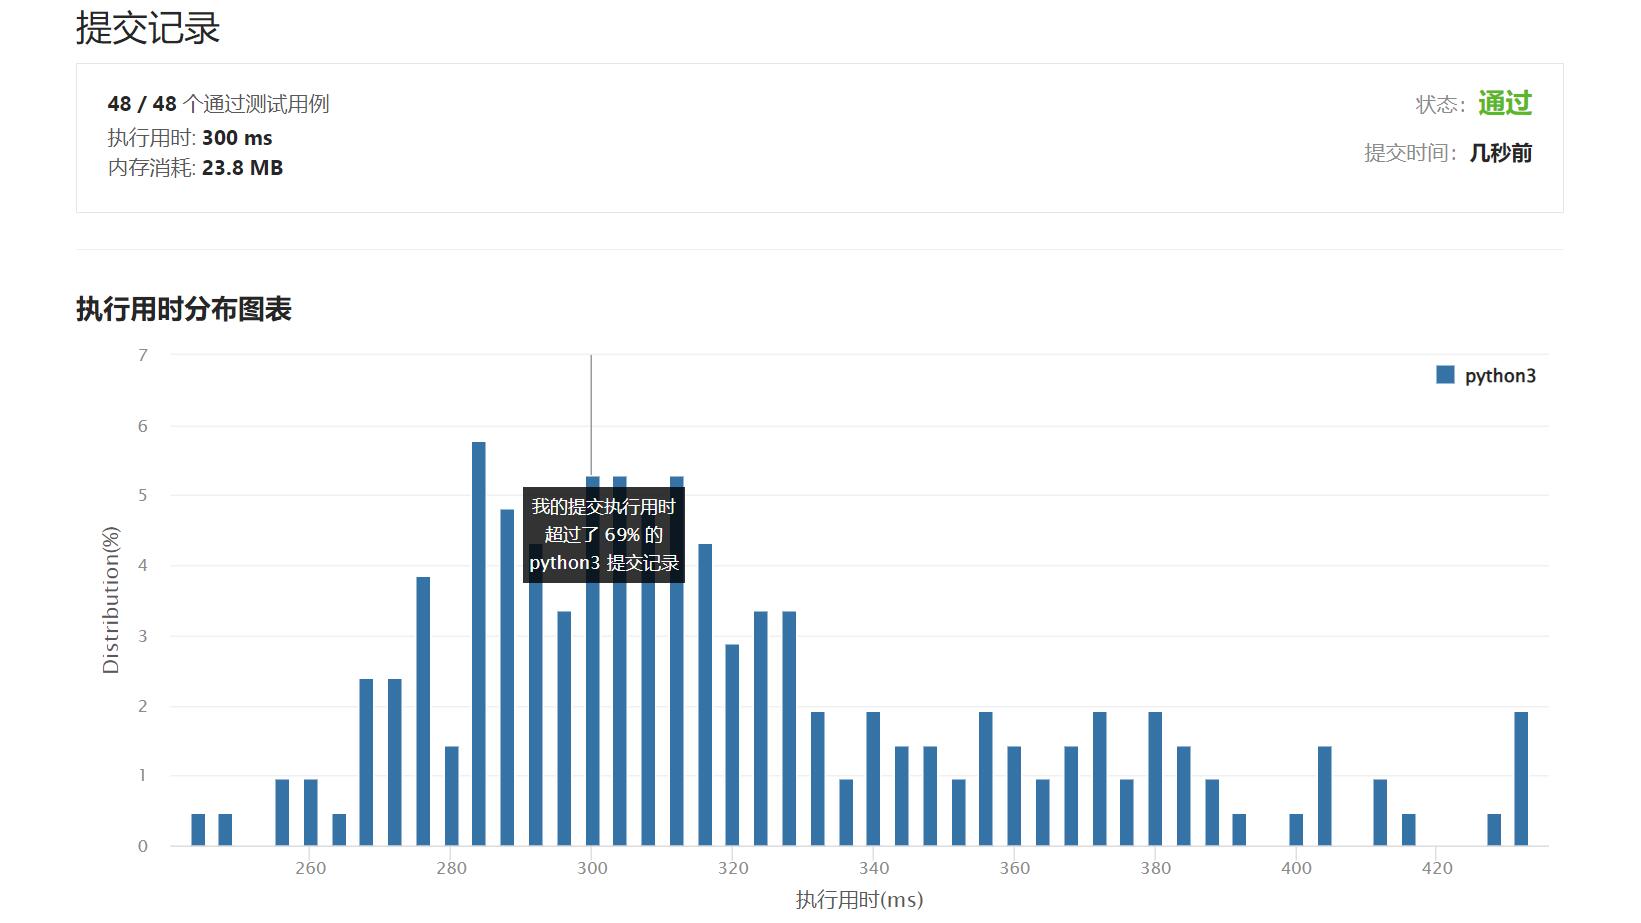 提交记录
48 / 48 个通过测试用例
状态：通过
执行用时: 300 ms
提交时间：几秒前
内存消耗: 23.8 MB
执行用时分布图表
7
6
5
4
3
2
1
0
Distribution(%)
python3
我的提交执行用时
超过了 69% 的
python3 提交记录
260 280 300 320 340 360 380 400 420
执行用时(ms)